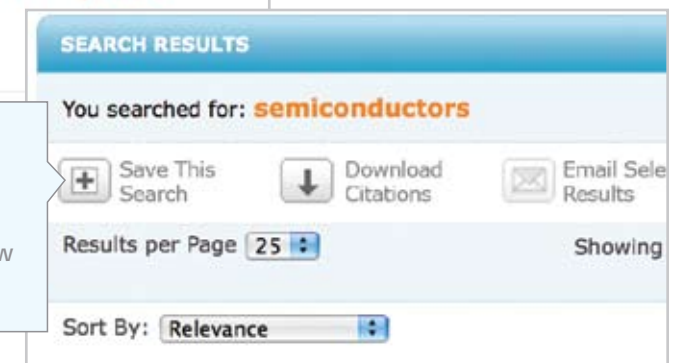 SEARCH RESULTS
You searched for: semiconductors
Save This Download Email Sele
Search Citations Results
Results per Page 25 Showing
w
Sort By: Relevance